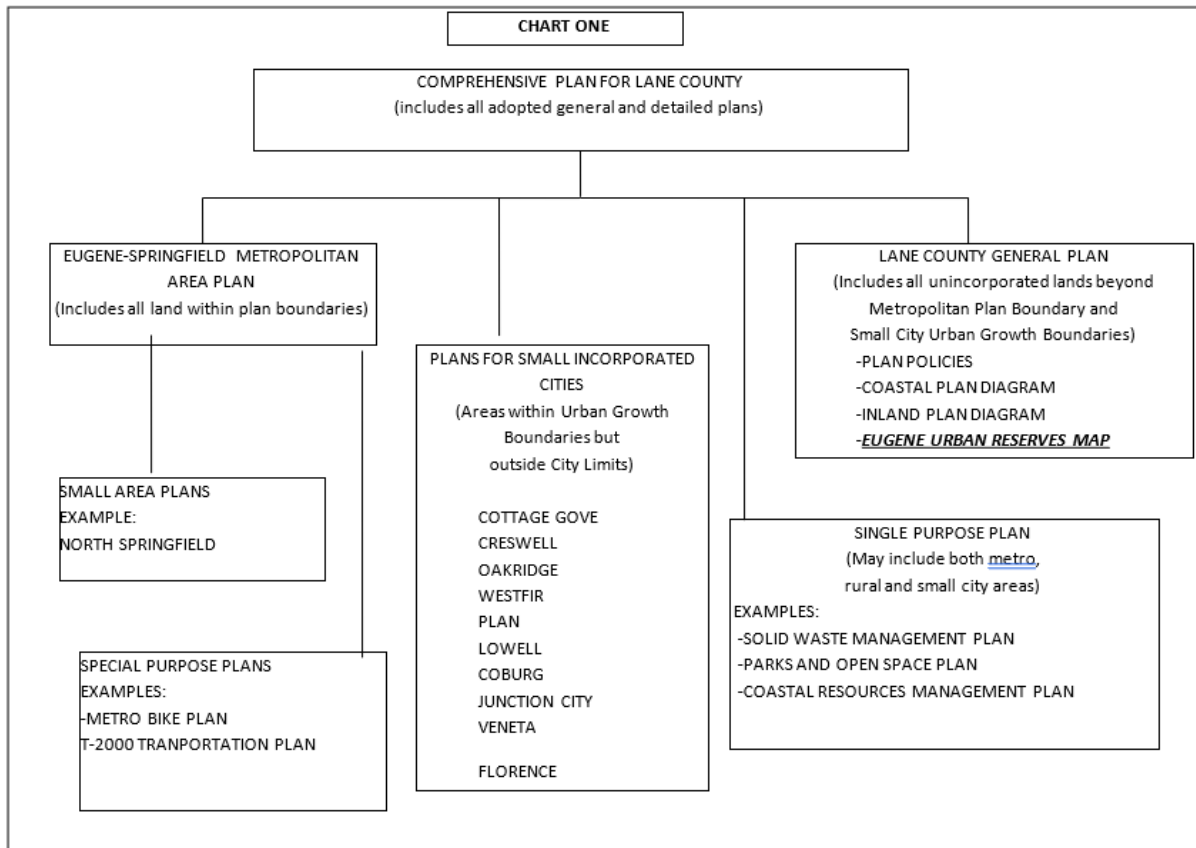 CHART ONE
COMPREHENSIVE PLAN FOR LANE COUNTY
(includes all adopted general and detailed plans)
EUGENE-SPRINGFIELD METROPOLITAN
AREA PLAN
(Includes all land within plan boundaries)
SMALL AREA PLANS
EXAMPLE:
NORTH SPRINGFIELD
SPECIAL PURPOSE PLANS
EXAMPLES:
-METRO BIKE PLAN
T-2000 TRANPORTATION PLAN
PLANS FOR SMALL INCORPORATED
CITIES
(Areas within Urban Growth
Boundaries but
outside City Limits)
COTTAGE GOVE
CRESWELL
OAKRIDGE
WESTFIR
PLAN
LOWELL
COBURG
JUNCTION CITY
VENETA
FLORENCE
LANE COUNTY GENERAL PLAN
(Includes all unincorporated lands beyond
Metropolitan Plan Boundary and
Small City Urban Growth Boundaries)
-PLAN POLICIES
-COASTAL PLAN DIAGRAM
-INLAND PLAN DIAGRAM
-EUGENE URBAN RESERVES MAP
SINGLE PURPOSE PLAN
(May include both metro,
rural and small city areas)
EXAMPLES:
-SOLID WASTE MANAGEMENT PLAN
-PARKS AND OPEN SPACE PLAN
-COASTAL RESOURCES MANAGEMENT PLAN